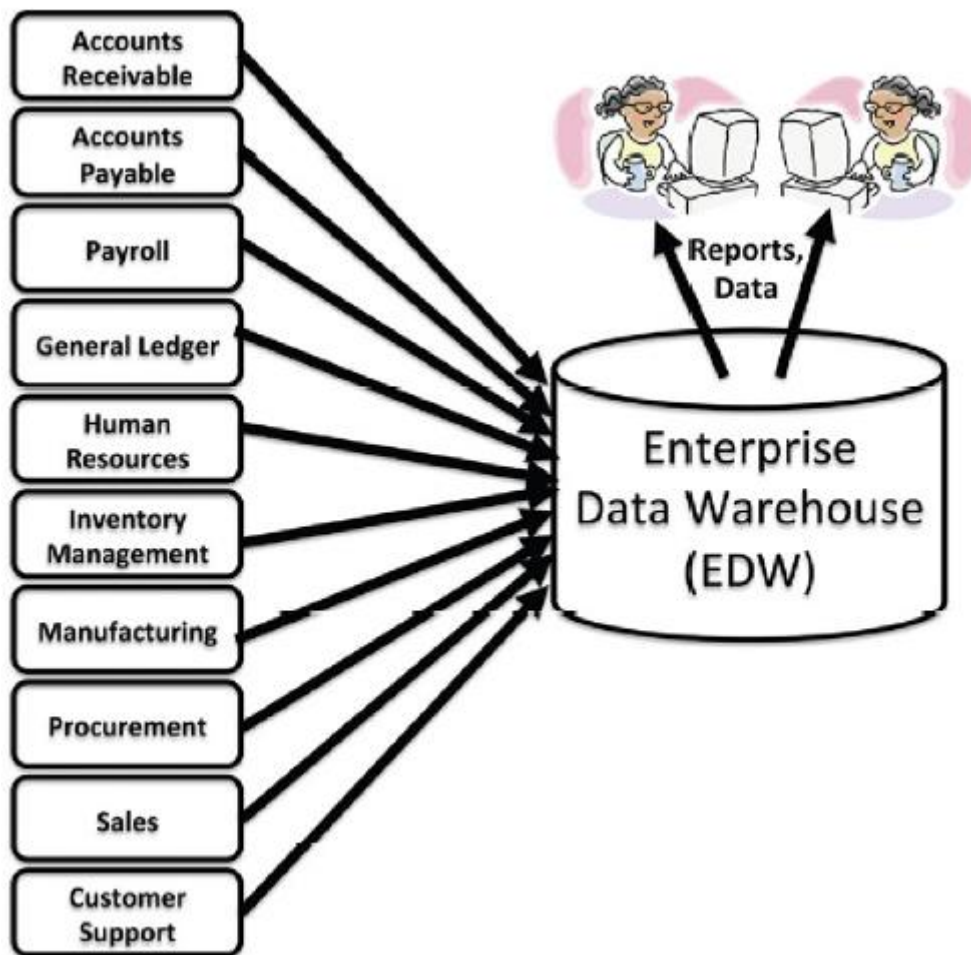 Accounts
Receivable
Accounts
Payable
Payroll
General Ledger
Human
Resources
Inventory
Management
Manufacturing
Procurement
Sales
Customer
Support
Reports,
Data
Enterprise
Data Warehouse
(EDW)